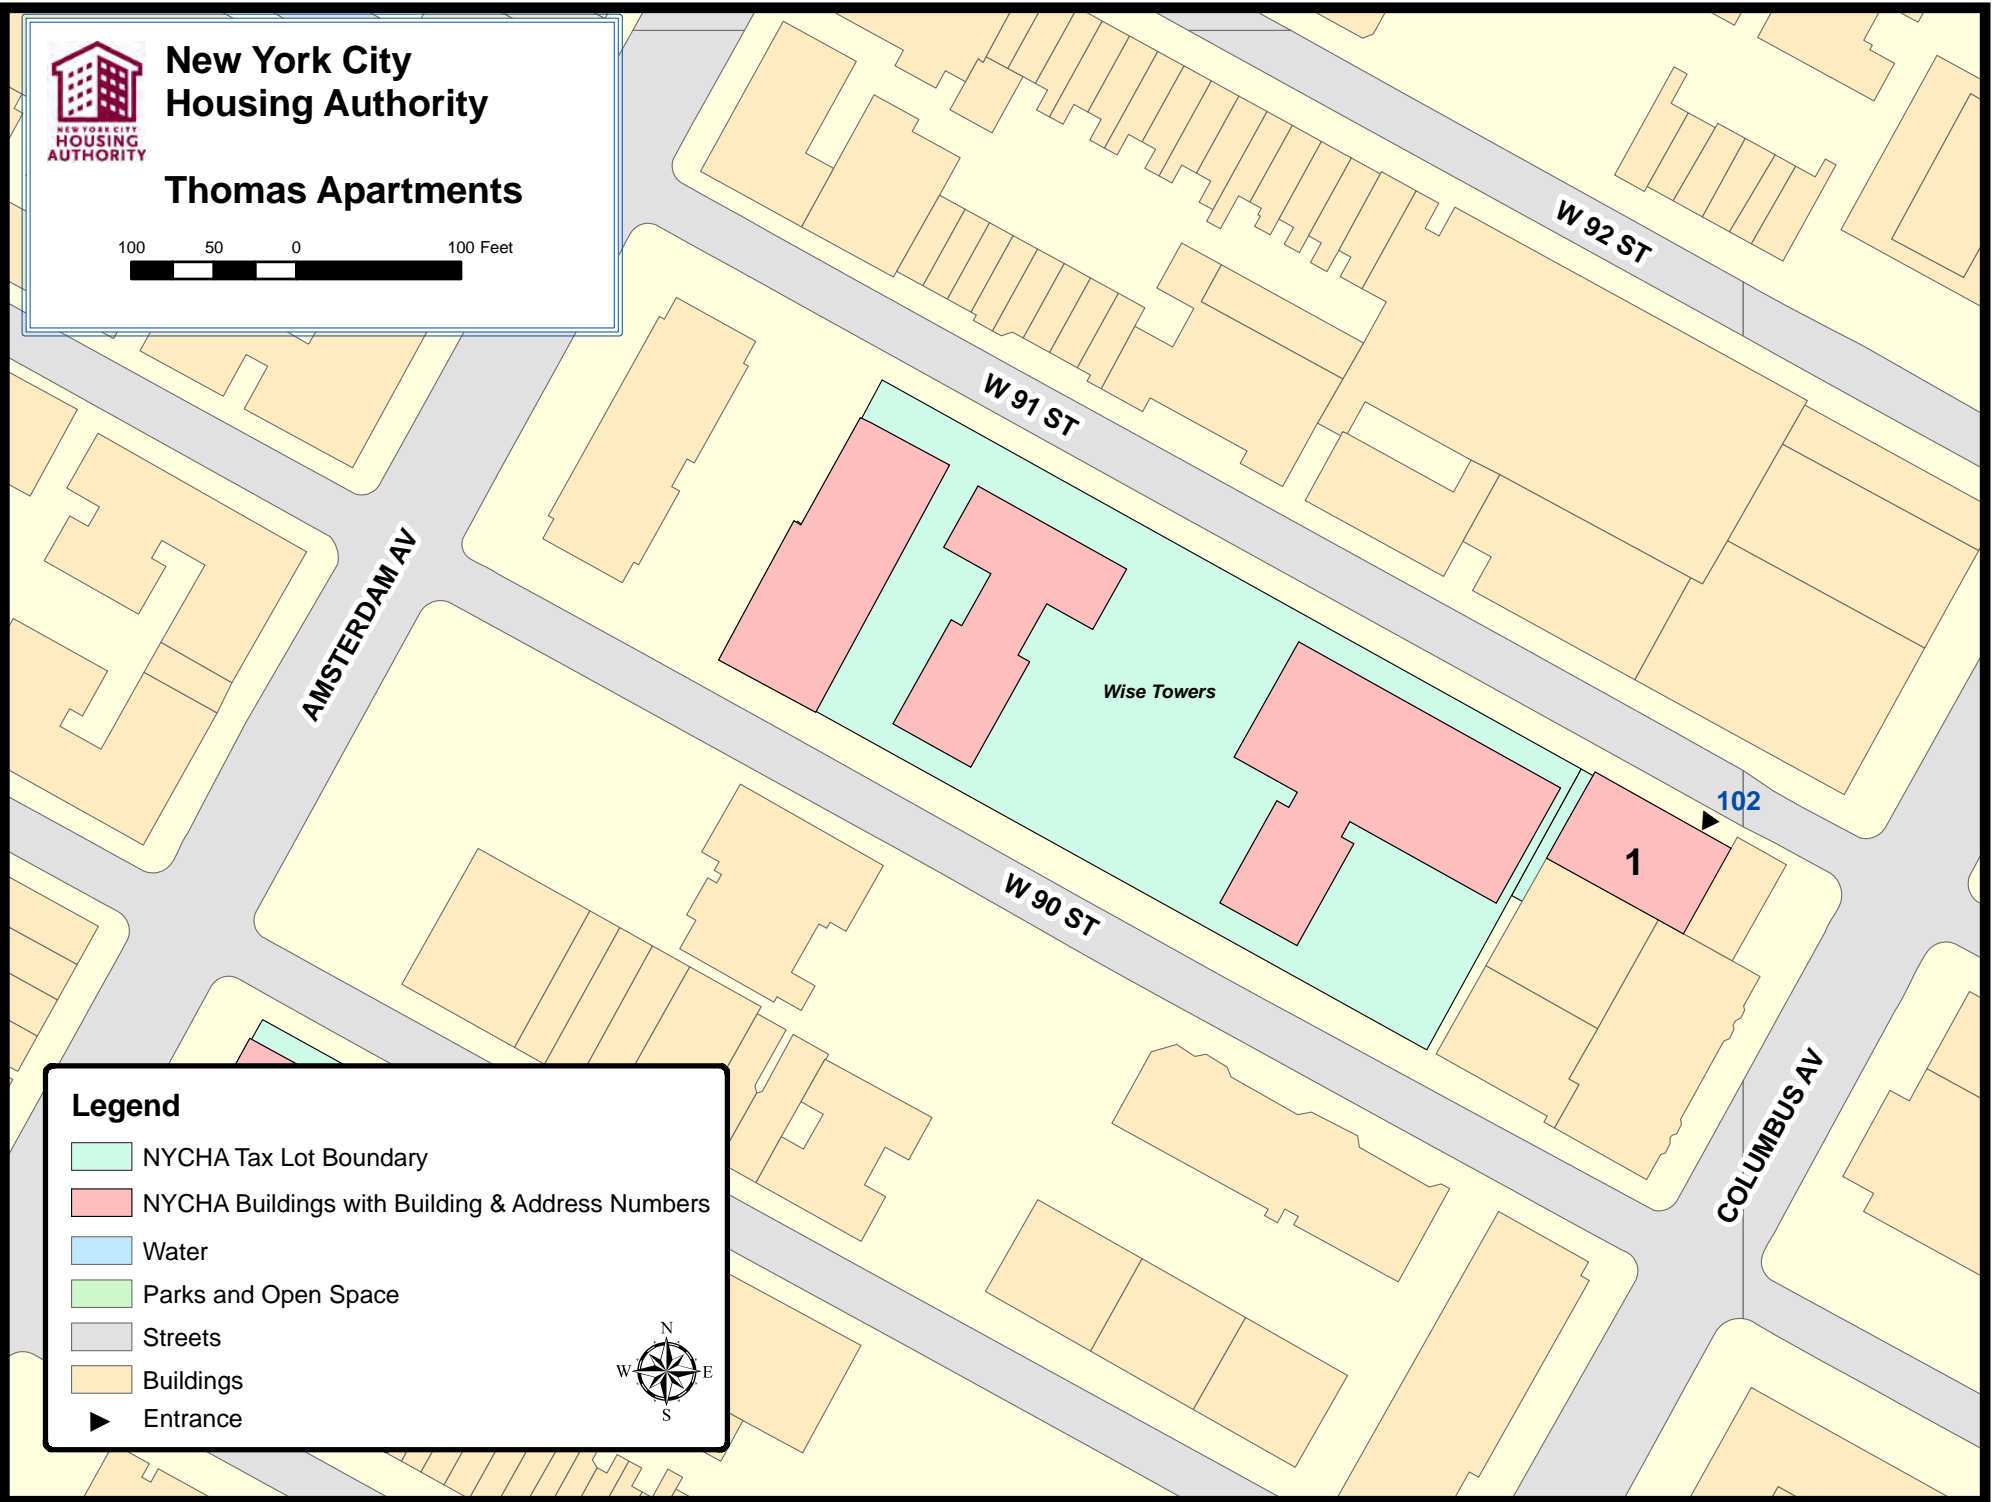 New York City
Housing Authority
NEW YORK CITY
HOUSING
AUTHORITY
Thomas Apartments
100 50 0 100 Feet
W 92 ST
W 91 ST
AMSTERDAM AV
Wise Towers
102
1
W 90 ST
COLUMBUS AV
Legend
NYCHA Tax Lot Boundary
NYCHA Buildings with Building & Address Numbers
Water
Parks and Open Space
Streets
Buildings
Entrance
N
W E
S